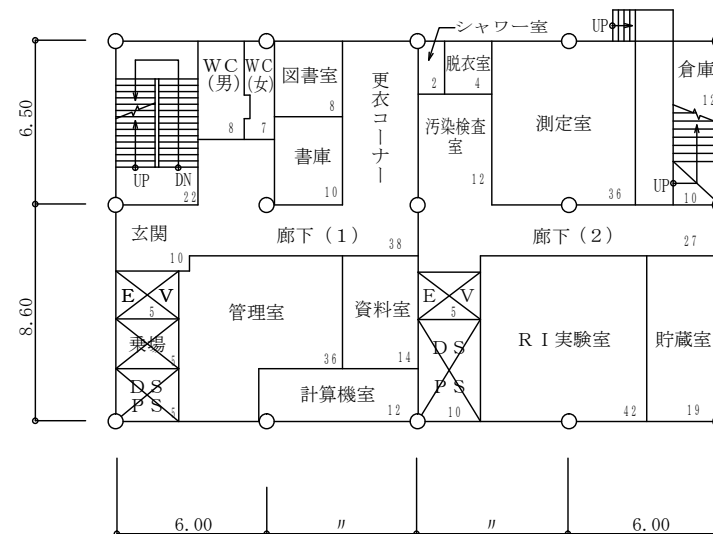 シャワー室
UP
WC
(男)
8
WC
(女)
7
図書室
8
更衣コーナー
2
脱衣室
4
倉庫
12
6.50
書庫
10
汚染検査
室
12
測定室
36
UP
DN
22
UP
10
玄関
10
廊下(1)
38
廊下(2)
27
EV
5
管理室
36
資料室
14
EV
5
RI実験室
42
貯蔵室
19
8.60
乗場
5
DS
PS
5
計算機室
12
DS
PS
10
6.00
〃
〃
6.00